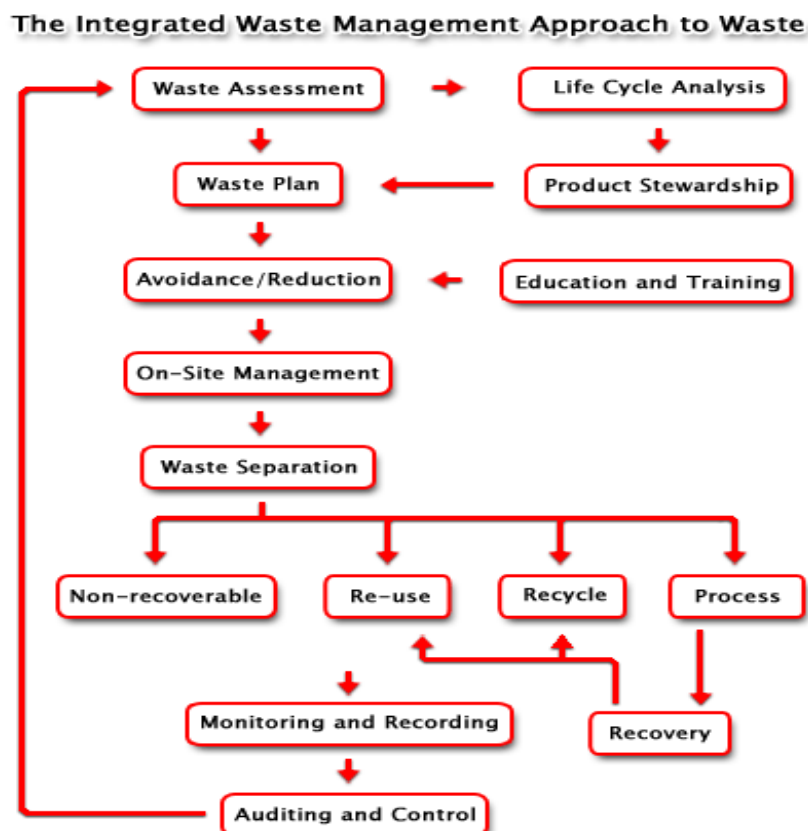 The Integrated Waste Management Approach to Waste
Waste Assessment
Life Cycle Analysis
Waste Plan
Product Stewardship
Avoidance/Reduction
Education and Training
On-Site Management
Waste Separation
Non-recoverable
Re-use
Recycle
Process
Monitoring and Recording
Recovery
Auditing and Control